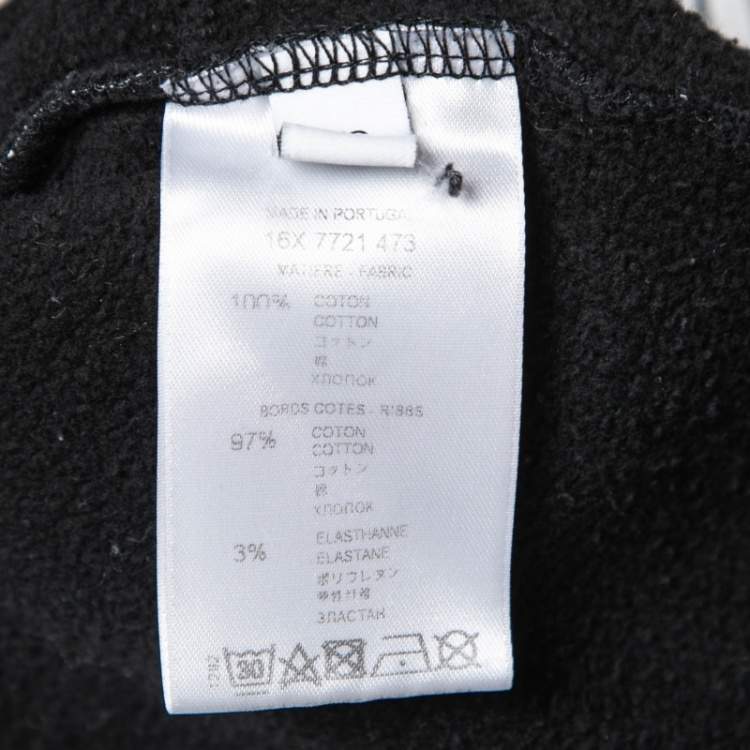 MADE IN PORTUGAL
16X 7721 473
MATIERE - FABRIC
100% COTON
COTTON
コットン
棉
ХЛОПОК
BORDS COTES - RIBBS
97% COTON
COTTON
コットン
棉
ХЛОПОК
3% ELASTHANNE
ELASTANE
ポリウレタン
ЭЛАСТАН
30